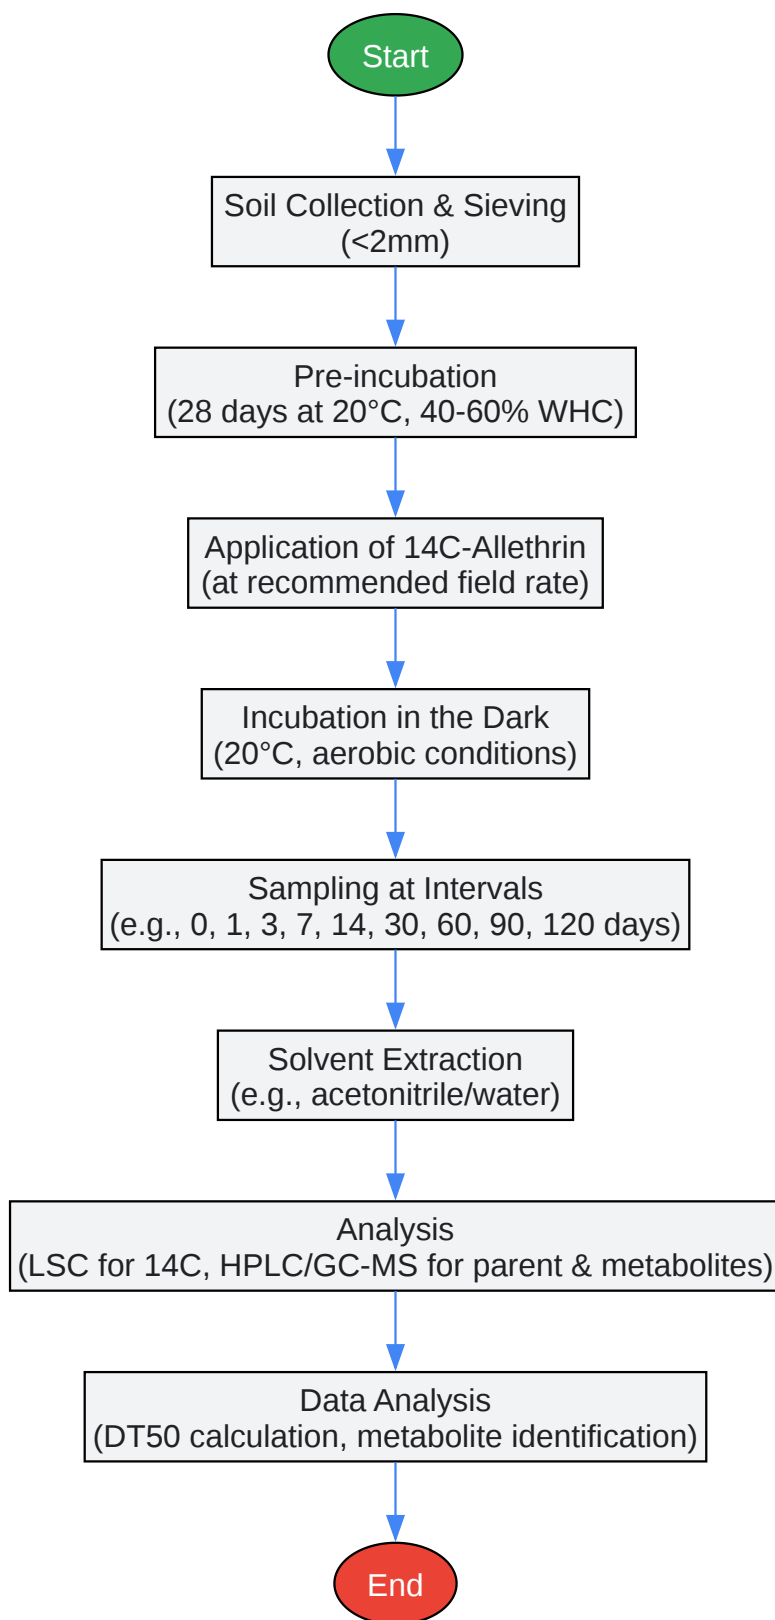 Start
Soil Collection & Sieving
(<2mm)
Pre-incubation
(28 days at 20°C, 40-60% WHC)
Application of 14C-Allethrin
(at recommended field rate)
Incubation in the Dark
(20°C, aerobic conditions)
Sampling at Intervals
(e.g., 0, 1, 3, 7, 14, 30, 60, 90, 120 days)
Solvent Extraction
(e.g., acetonitrile/water)
Analysis
(LSC for 14C, HPLC/GC-MS for parent & metabolites)
Data Analysis
(DT50 calculation, metabolite identification)
End